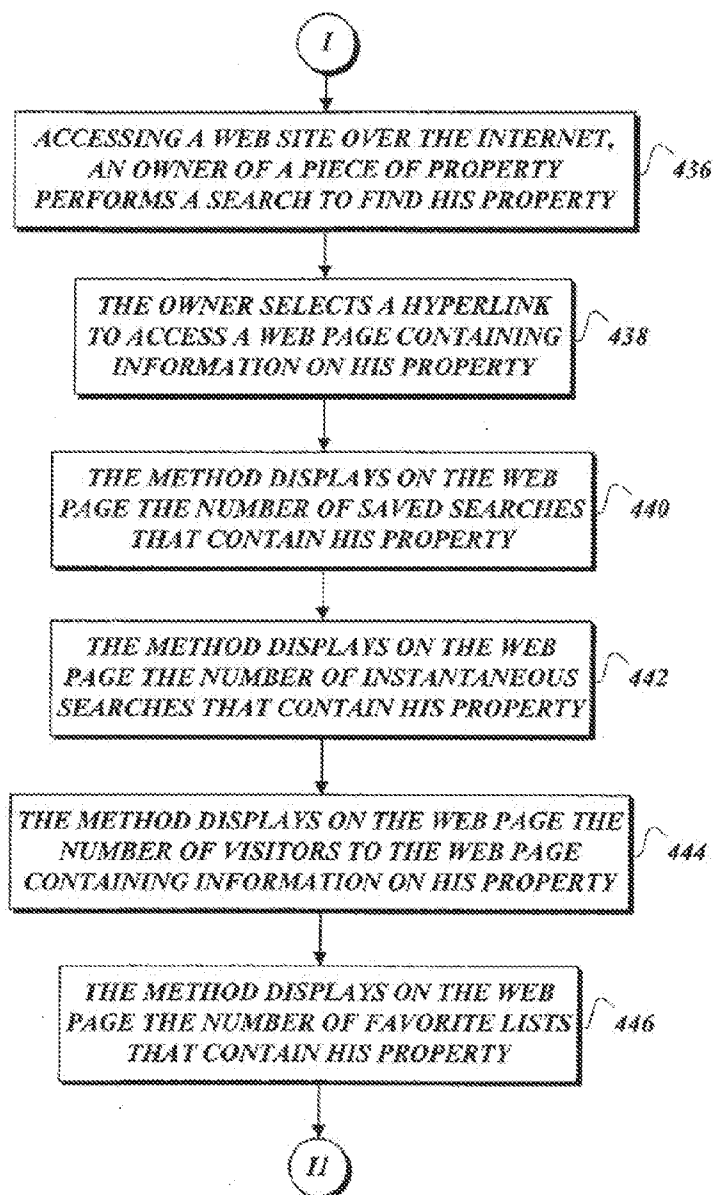 I
ACCESSING A WEB SITE OVER THE INTERNET,
AN OWNER OF A PIECE OF PROPERTY
PERFORMS A SEARCH TO FIND HIS PROPERTY
436
THE OWNER SELECTS A HYPERLINK
TO ACCESS A WEB PAGE CONTAINING
INFORMATION ON HIS PROPERTY
438
THE METHOD DISPLAYS ON THE WEB
PAGE THE NUMBER OF SAVED SEARCHES
THAT CONTAIN HIS PROPERTY
440
THE METHOD DISPLAYS ON THE WEB
PAGE THE NUMBER OF INSTANTANEOUS
SEARCHES THAT CONTAIN HIS PROPERTY
442
THE METHOD DISPLAYS ON THE WEB PAGE THE
NUMBER OF VISITORS TO THE WEB PAGE
CONTAINING INFORMATION ON HIS PROPERTY
444
THE METHOD DISPLAYS ON THE WEB
PAGE THE NUMBER OF FAVORITE LISTS
THAT CONTAIN HIS PROPERTY
446
I1